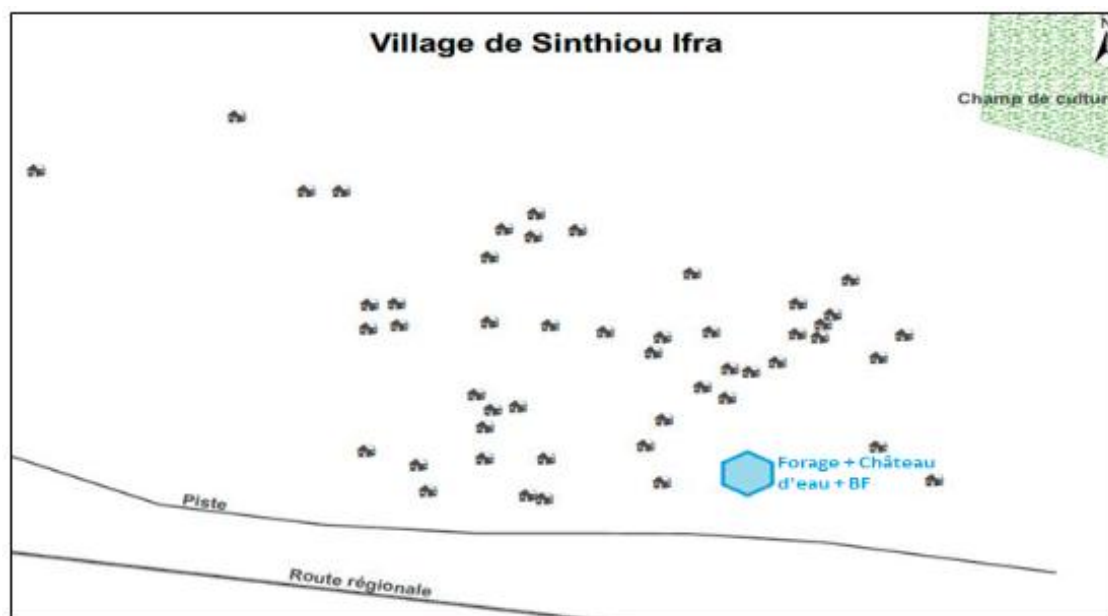 Village de Sinthiou Ifra
N
Champ de cultur
Forage + Château
d'eau + BF
Piste
Route régionale